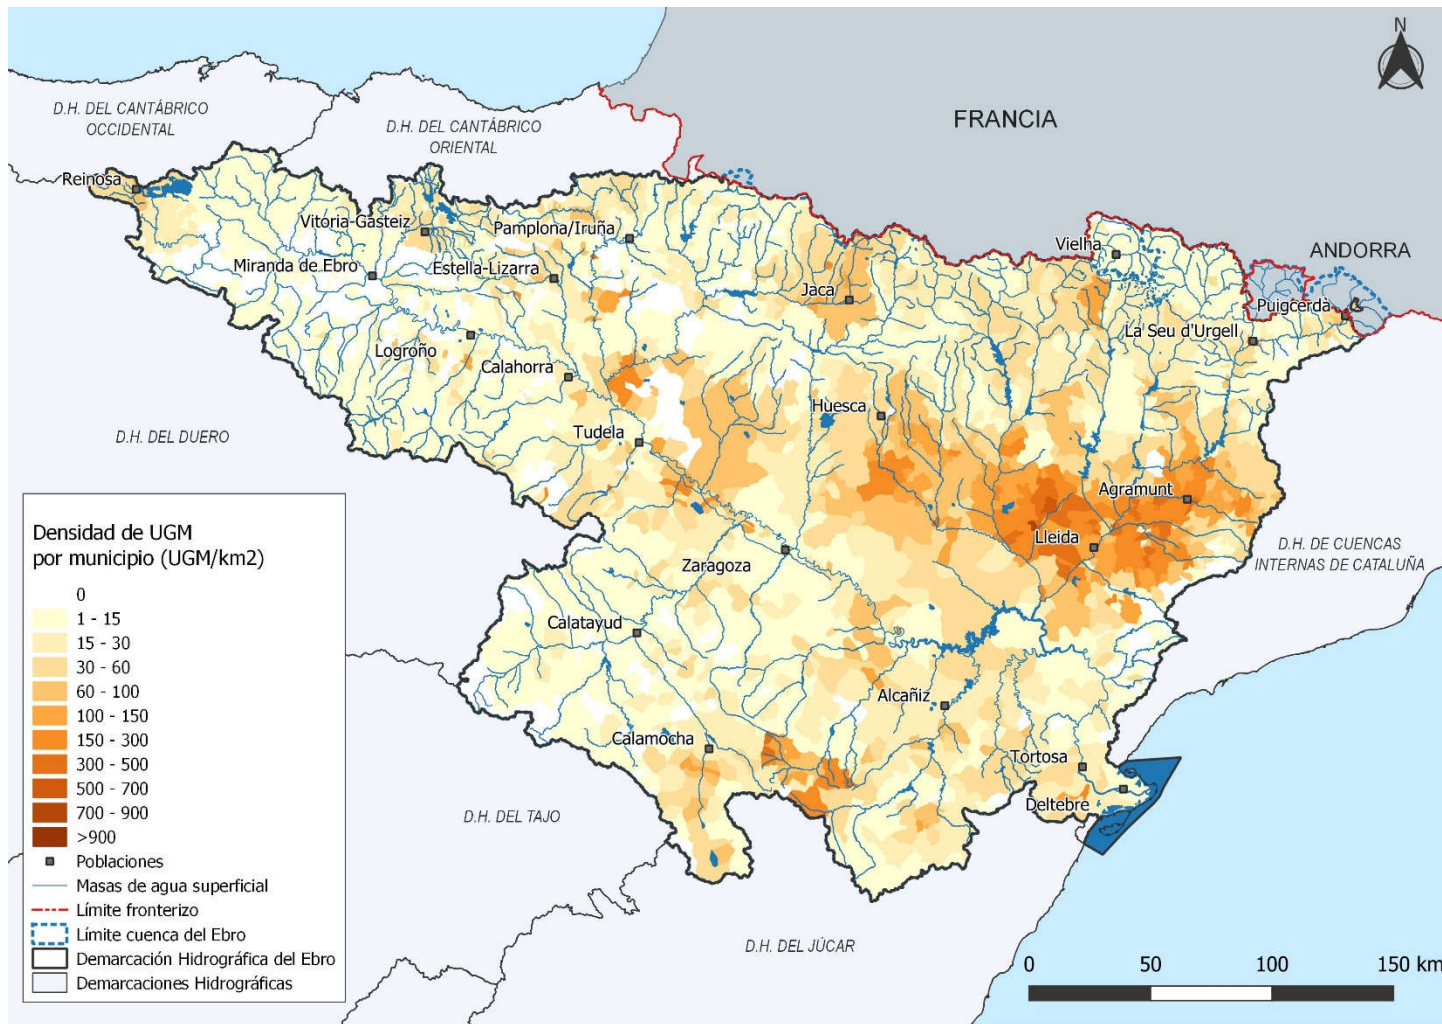 N
FRANCIA
D.H. DEL CANTÁBRICO
OCCIDENTAL
D.H. DEL CANTÁBRICO
ORIENTAL
Reinosa
Vitoria-Gasteiz
Pamplona/Iruña
Vielha
ANDORRA
Miranda de Ebro
Estella-Lizarra
Jaca
Puigcerdà
La Seu d'Urgell
Logroño
Calahorra
Huesca
D.H. DEL DUERO
Tudela
Agramunt
Lleida
Zaragoza
D.H. DE CUENCAS
INTERNAS DE CATALUÑA
Calatayud
Alcañiz
Calamocha
Tortosa
Deltebre
D.H. DEL TAJO
D.H. DEL JÚCAR
Densidad de UGM
por municipio (UGM/km2)
0
1 - 15
15 - 30
30 - 60
60 - 100
100 - 150
150 - 300
300 - 500
500 - 700
700 - 900
>900
Poblaciones
Masas de agua superficial
Límite fronterizo
Límite cuenca del Ebro
Demarcación Hidrográfica del Ebro
Demarcaciones Hidrográficas
0 50 100 150 km